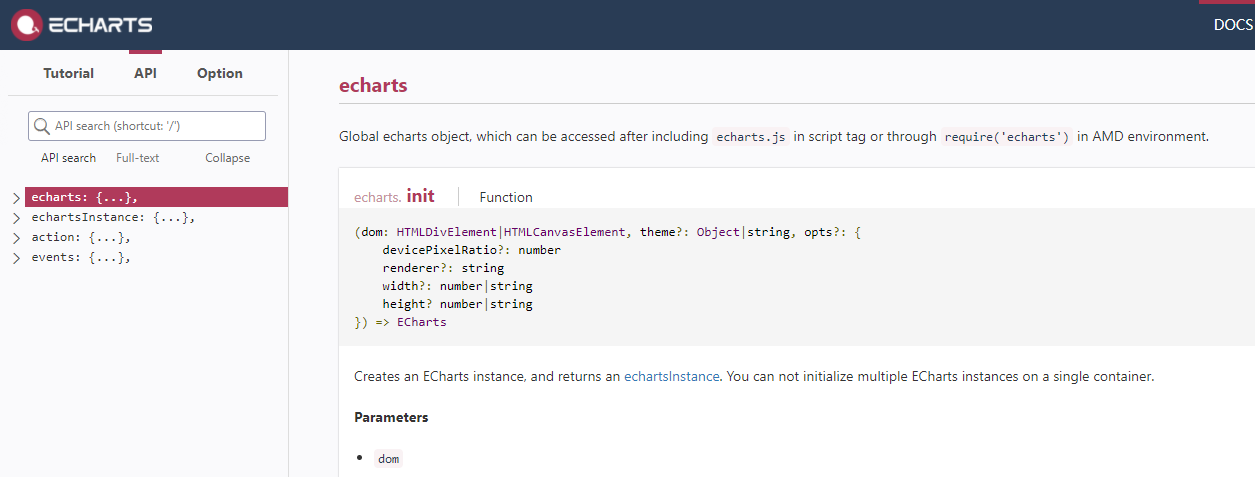 ECHARTS
DOCS
Tutorial API Option
API search (shortcut: '/')
API search Full-text Collapse
echarts: {...},
echartsInstance: {...},
action: {...},
events: {...},
echarts
Global echarts object, which can be accessed after including echarts.js in script tag or through require('echarts') in AMD environment.
echarts. init Function
(dom: HTMLDivElement|HTMLCanvasElement, theme?: Object|string, opts?: {
    devicePixelRatio?: number
    renderer?: string
    width?: number|string
    height? number|string
}) => ECharts
Creates an ECharts instance, and returns an echartsInstance. You can not initialize multiple ECharts instances on a single container.
Parameters
• dom